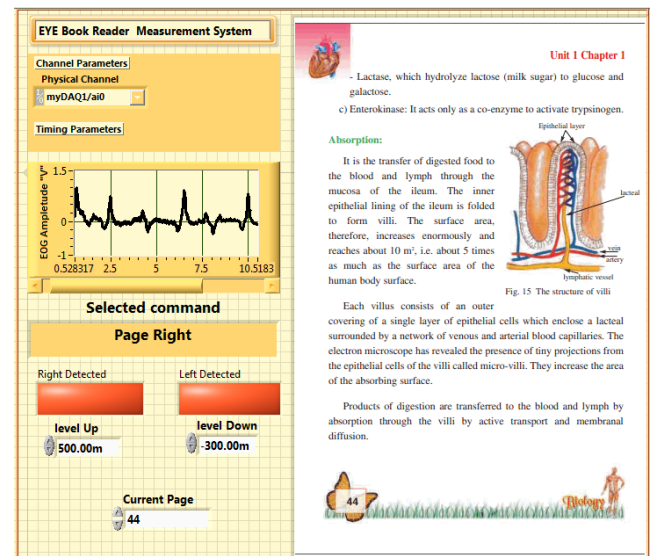 EYE Book Reader Measurement System
Channel Parameters
Physical Channel
myDAQ1/ai0
Timing Parameters
EOG Ampletude "V"
1.5
0
-1
0.528317 2.5 5 7.5 10.5183
Selected command
Page Right
Right Detected Left Detected
level Up level Down
500.00m -300.00m
Current Page
44
Unit 1 Chapter 1
- Lactase, which hydrolyze lactose (milk sugar) to glucose and
galactose.
c) Enterokinase: It acts only as a co-enzyme to activate trypsinogen.
Absorption:
It is the transfer of digested food to
the blood and lymph through the
mucosa of the ileum. The inner
epithelial lining of the ileum is folded
to form villi. The surface area,
therefore, increases enormously and
reaches about 10 m², i.e. about 5 times
as much as the surface area of the
human body surface.
Epithelial layer
lacteal
vein
artery
lymphatic vessel
Fig. 15 The structure of villi
Each villus consists of an outer
covering of a single layer of epithelial cells which enclose a lacteal
surrounded by a network of venous and arterial blood capillaries. The
electron microscope has revealed the presence of tiny projections from
the epithelial cells of the villi called micro-villi. They increase the area
of the absorbing surface.
Products of digestion are transferred to the blood and lymph by
absorption through the villi by active transport and membranal
diffusion.
44
Biology